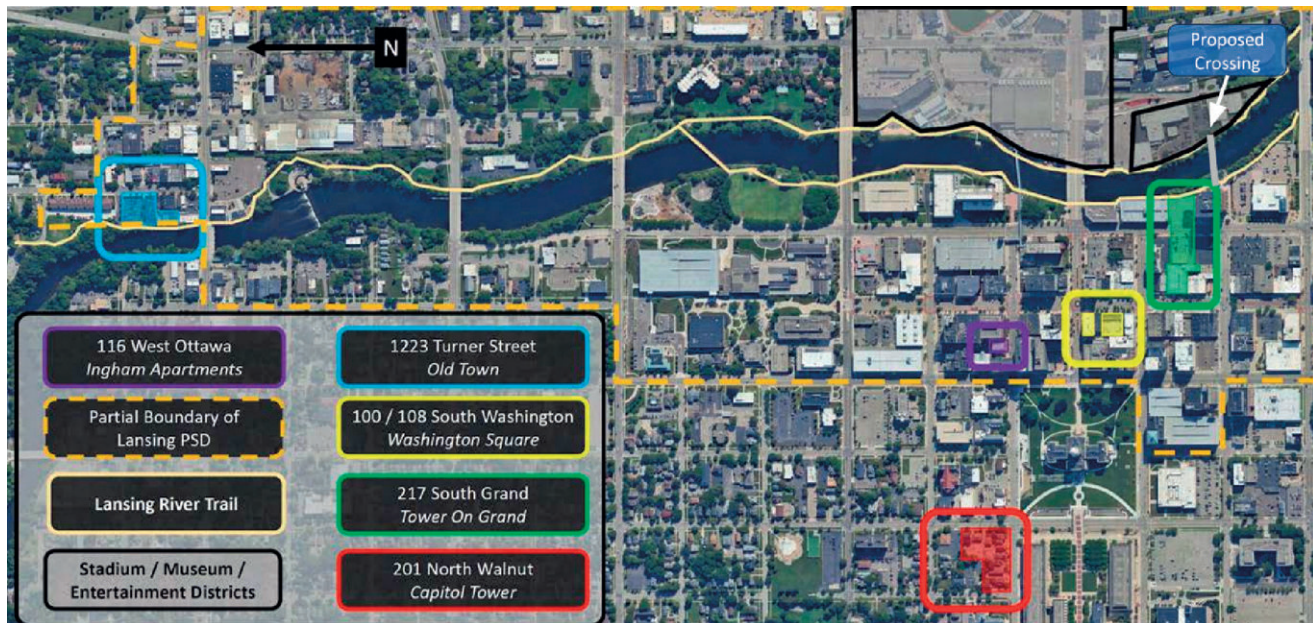 N
Proposed
Crossing
116 West Ottawa
Ingham Apartments
1223 Turner Street
Old Town
Partial Boundary of
Lansing PSD
100 / 108 South Washington
Washington Square
Lansing River Trail
217 South Grand
Tower On Grand
Stadium / Museum /
Entertainment Districts
201 North Walnut
Capitol Tower